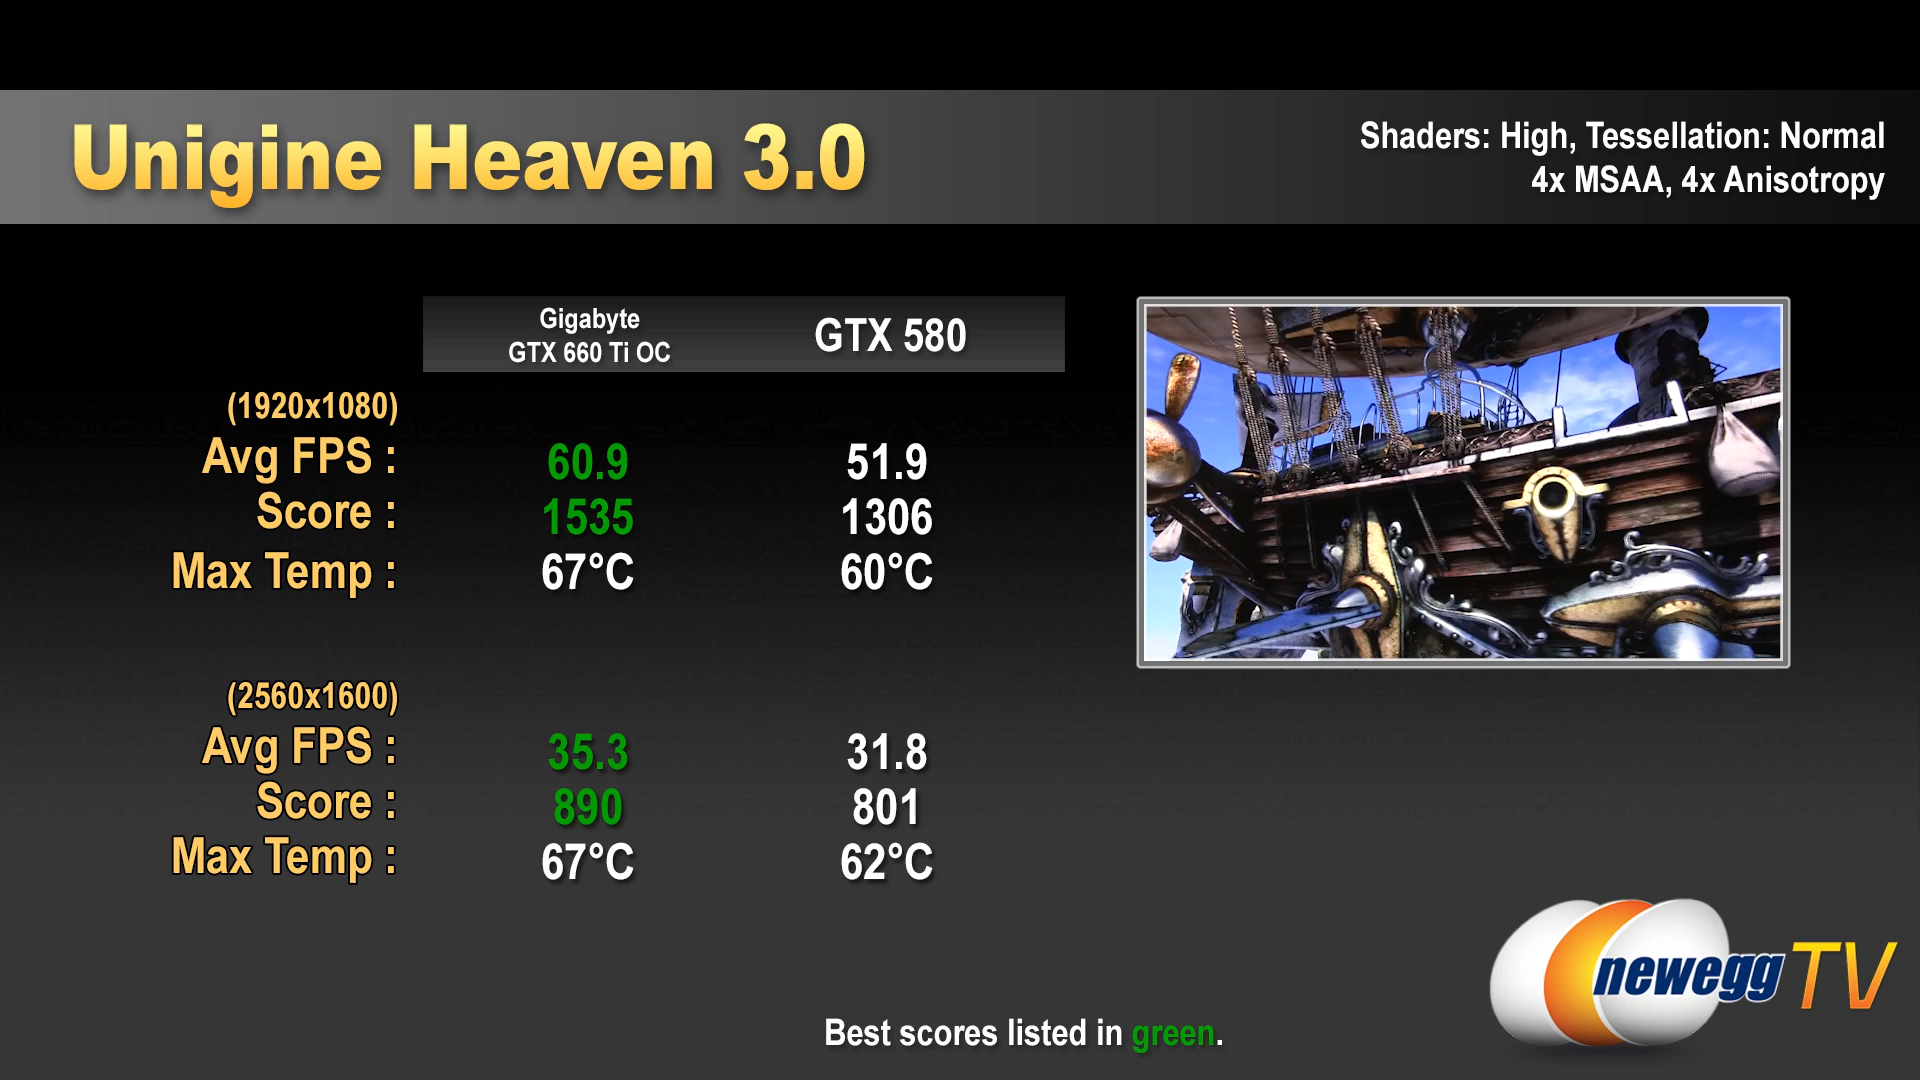 Unigine Heaven 3.0
Shaders: High, Tessellation: Normal
4x MSAA, 4x Anisotropy
Gigabyte
GTX 660 Ti OC
GTX 580
(1920x1080)
Avg FPS : 60.9 51.9
Score : 1535 1306
Max Temp : 67°C 60°C
(2560x1600)
Avg FPS : 35.3 31.8
Score : 890 801
Max Temp : 67°C 62°C
newegg TV
Best scores listed in green.